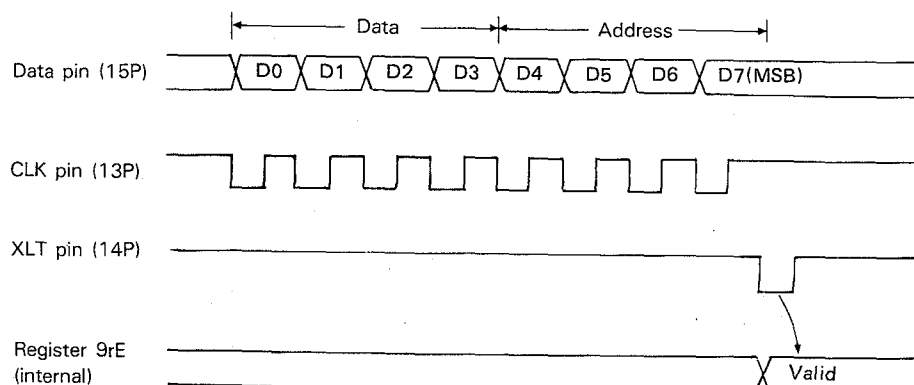 Data Address
Data pin (15P) D0 D1 D2 D3 D4 D5 D6 D7(MSB)
CLK pin (13P)
XLT pin (14P)
Register 9rE
(internal) Valid